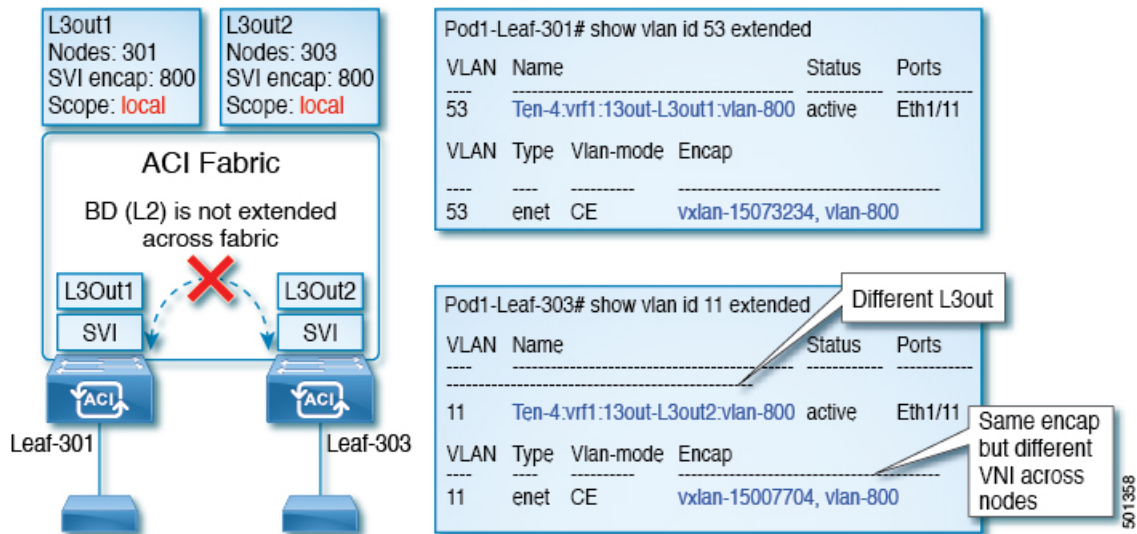 L3out1
Nodes: 301
SVI encap: 800
Scope: local
L3out2
Nodes: 303
SVI encap: 800
Scope: local
ACI Fabric
BD (L2) is not extended
across fabric
L3Out1
SVI
L3Out2
SVI
ACI
ACI
Leaf-301
Leaf-303
Pod1-Leaf-301# show vlan id 53 extended
VLAN Name Status Ports
---- -------------------------------- --------- -------
53 Ten-4:vrf1:13out-L3out1:vlan-800 active Eth1/11
VLAN Type Vlan-mode Encap
---- ---- ---------- -------------------------------
53 enet CE vxlan-15073234, vlan-800
Pod1-Leaf-303# show vlan id 11 extended
Different L3out
VLAN Name Status Ports
---- -------------------------------- --------- -------
--------------------------------
11 Ten-4:vrf1:13out-L3out2:vlan-800 active Eth1/11
VLAN Type Vlan-mode Encap
---- ---- ---------- -------------------------------
11 enet CE vxlan-15007704, vlan-800
Same encap
but different
VNI across
nodes
501358